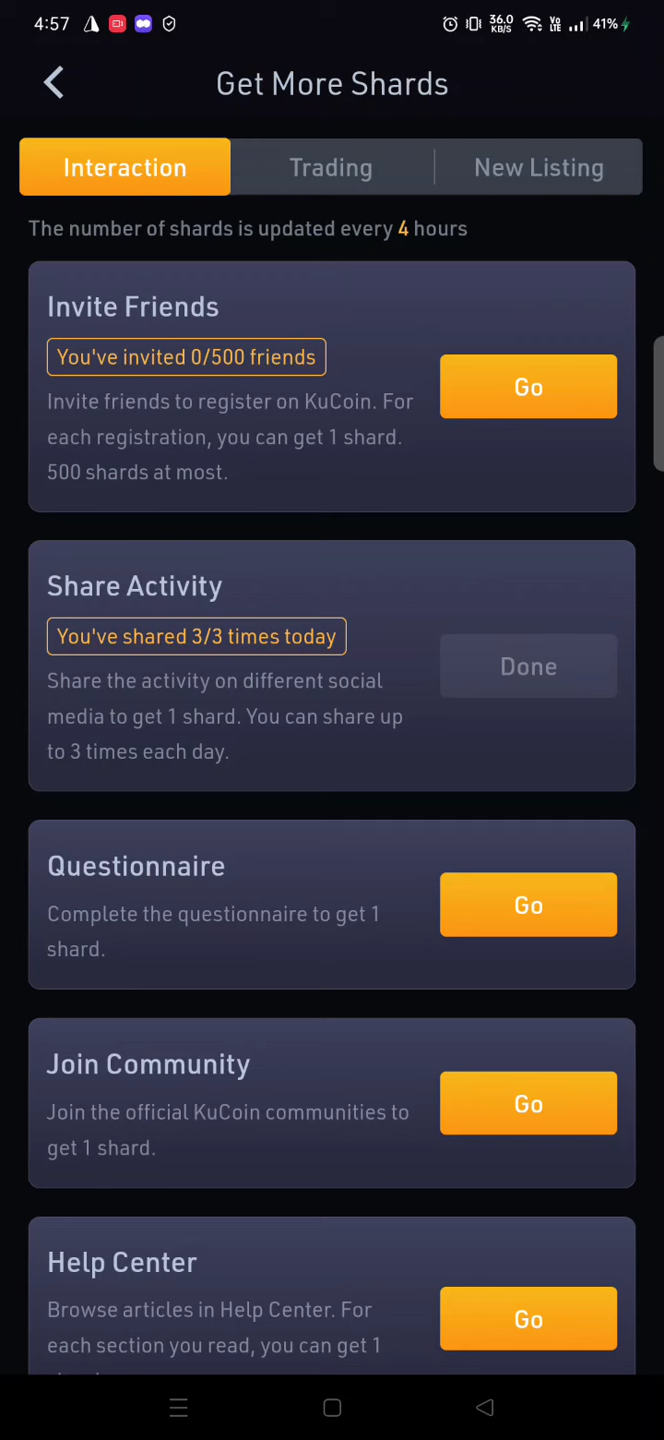 4:57
36.0 KB/S
Vo LTE
41%
Get More Shards
Interaction
Trading
New Listing
The number of shards is updated every 4 hours
Invite Friends
You've invited 0/500 friends
Invite friends to register on KuCoin. For
each registration, you can get 1 shard.
500 shards at most.
Go
Share Activity
You've shared 3/3 times today
Share the activity on different social
media to get 1 shard. You can share up
to 3 times each day.
Done
Questionnaire
Complete the questionnaire to get 1
shard.
Go
Join Community
Join the official KuCoin communities to
get 1 shard.
Go
Help Center
Browse articles in Help Center. For
each section you read, you can get 1
Go